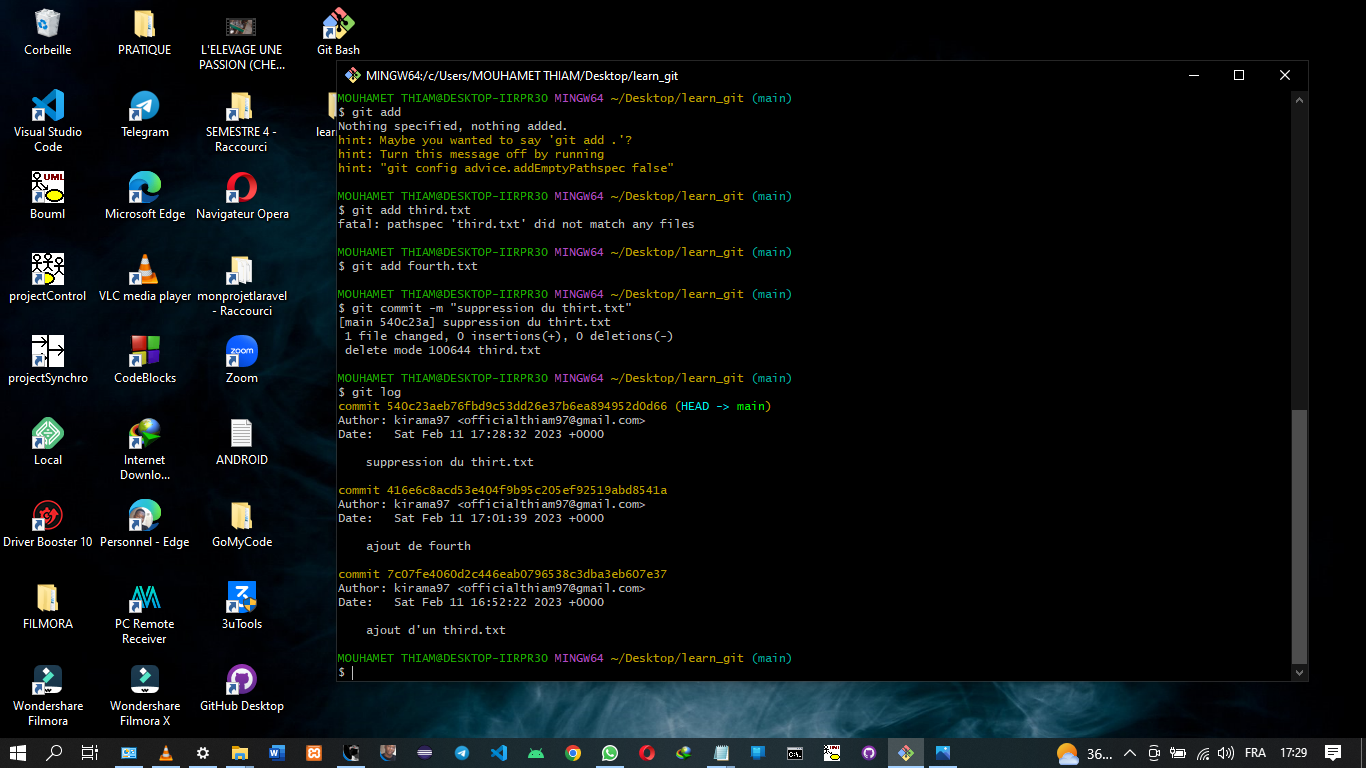 Corbeille
PRATIQUE
L'ELEVAGE UNE
PASSION (CHE...
Git Bash
Visual Studio
Code
Telegram
SEMESTRE 4 -
Raccourci
lear
UML
Bouml
Microsoft Edge
Navigateur Opera
projectControl
VLC media player
monprojetlaravel
- Raccourci
projectSynchro
CodeBlocks
zoom
Zoom
Local
Internet
Downlo...
ANDROID
Driver Booster 10
Personnel - Edge
GoMyCode
FILMORA
PC Remote
Receiver
3uTools
Wondershare
Filmora
Wondershare
Filmora X
GitHub Desktop
MINGW64:/c/Users/MOUHAMET THIAM/Desktop/learn_git
MOUHAMET THIAM@DESKTOP-IIRPR3O MINGW64 ~/Desktop/learn_git (main)
$ git add
Nothing specified, nothing added.
hint: Maybe you wanted to say 'git add .'?
hint: Turn this message off by running
hint: "git config advice.addEmptyPathspec false"
MOUHAMET THIAM@DESKTOP-IIRPR3O MINGW64 ~/Desktop/learn_git (main)
$ git add third.txt
fatal: pathspec 'third.txt' did not match any files
MOUHAMET THIAM@DESKTOP-IIRPR3O MINGW64 ~/Desktop/learn_git (main)
$ git add fourth.txt
MOUHAMET THIAM@DESKTOP-IIRPR3O MINGW64 ~/Desktop/learn_git (main)
$ git commit -m "suppression du thirt.txt"
[main 540c23a] suppression du thirt.txt
1 file changed, 0 insertions(+), 0 deletions(-)
delete mode 100644 third.txt
MOUHAMET THIAM@DESKTOP-IIRPR3O MINGW64 ~/Desktop/learn_git (main)
$ git log
commit 540c23aeb76fbd9c53dd26e37b6ea894952d0d66 (HEAD -> main)
Author: kirama97 <officialthiam97@gmail.com>
Date:   Sat Feb 11 17:28:32 2023 +0000
suppression du thirt.txt
commit 416e6c8acd53e404f9b95c205ef92519abd8541a
Author: kirama97 <officialthiam97@gmail.com>
Date:   Sat Feb 11 17:01:39 2023 +0000
ajout de fourth
commit 7c07fe4060d2c446eab0796538c3dba3eb607e37
Author: kirama97 <officialthiam97@gmail.com>
Date:   Sat Feb 11 16:52:22 2023 +0000
ajout d'un third.txt
MOUHAMET THIAM@DESKTOP-IIRPR3O MINGW64 ~/Desktop/learn_git (main)
$
36...
FRA
17:29